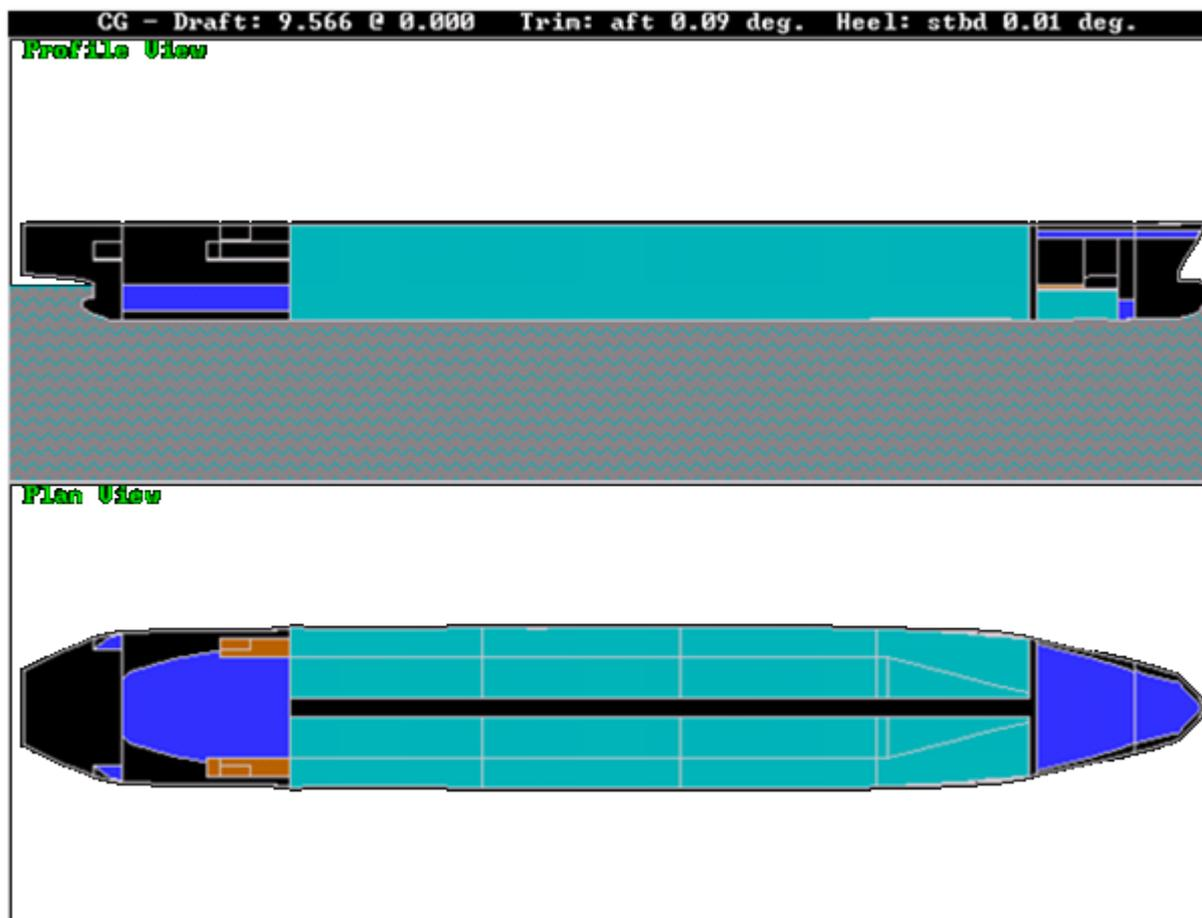 CG - Draft: 9.566 @ 0.000 Trim: aft 0.09 deg. Heel: stbd 0.01 deg.
Profile View
Plan View